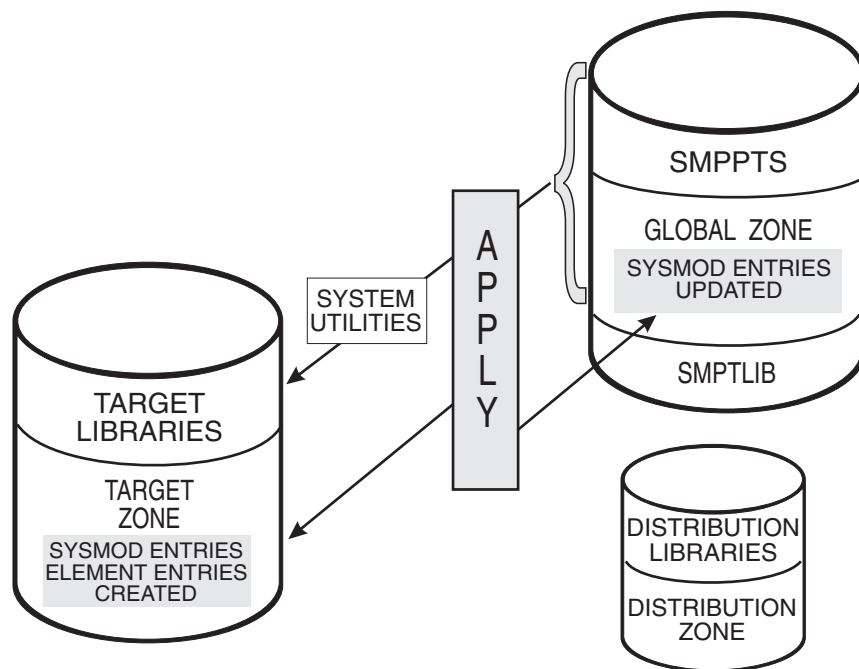 SMPPTS
GLOBAL ZONE
SYSMOD ENTRIES
UPDATED
SMPTLIB
APPLY
SYSTEM
UTILITIES
TARGET
LIBRARIES
TARGET
ZONE
SYSMOD ENTRIES
ELEMENT ENTRIES
CREATED
DISTRIBUTION
LIBRARIES
DISTRIBUTION
ZONE